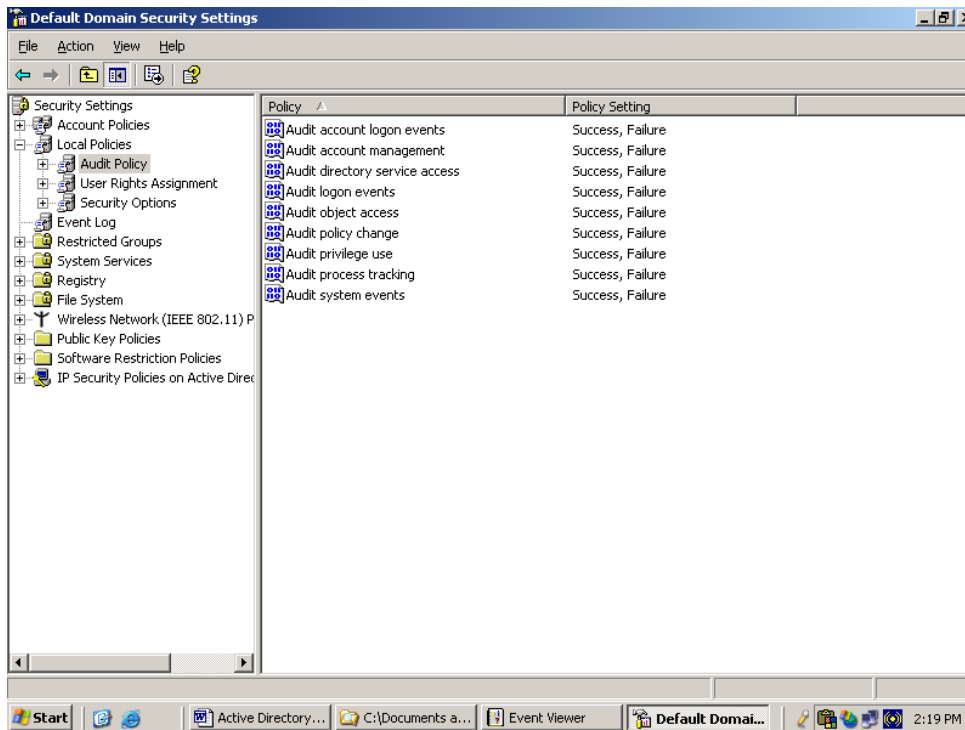 Default Domain Security Settings
File Action View Help
Security Settings
Account Policies
Local Policies
Audit Policy
User Rights Assignment
Security Options
Event Log
Restricted Groups
System Services
Registry
File System
Wireless Network (IEEE 802.11) P
Public Key Policies
Software Restriction Policies
IP Security Policies on Active Direc
Policy Policy Setting
Audit account logon events Success, Failure
Audit account management Success, Failure
Audit directory service access Success, Failure
Audit logon events Success, Failure
Audit object access Success, Failure
Audit policy change Success, Failure
Audit privilege use Success, Failure
Audit process tracking Success, Failure
Audit system events Success, Failure
Start Active Directory... C:\Documents a... Event Viewer Default Domai... 2:19 PM